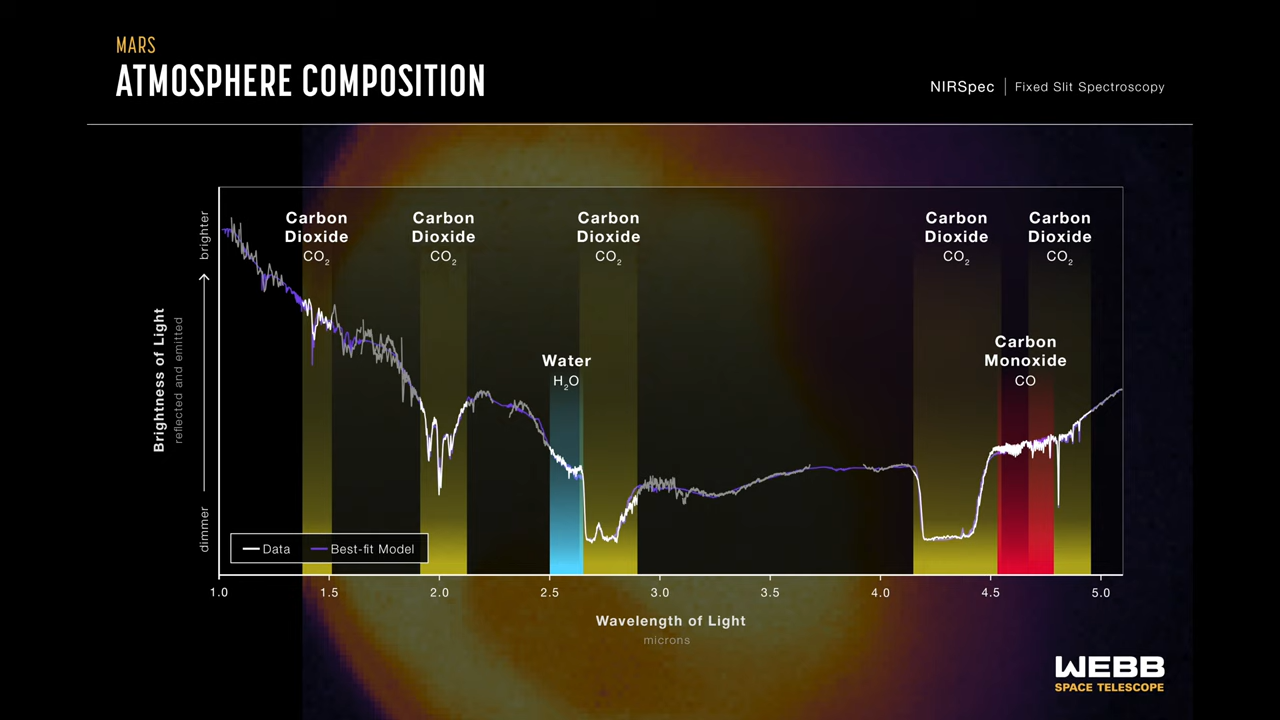 MARS
ATMOSPHERE COMPOSITION
NIRSpec | Fixed Slit Spectroscopy
brighter
Brightness of Light
reflected and emitted
dimmer
Carbon
Dioxide
CO₂
Carbon
Dioxide
CO₂
Carbon
Dioxide
CO₂
Carbon
Dioxide
CO₂
Carbon
Dioxide
CO₂
Water
H₂O
Carbon
Monoxide
CO
Data
Best-fit Model
1.0 1.5 2.0 2.5 3.0 3.5 4.0 4.5 5.0
Wavelength of Light
microns
WEBB
SPACE TELESCOPE